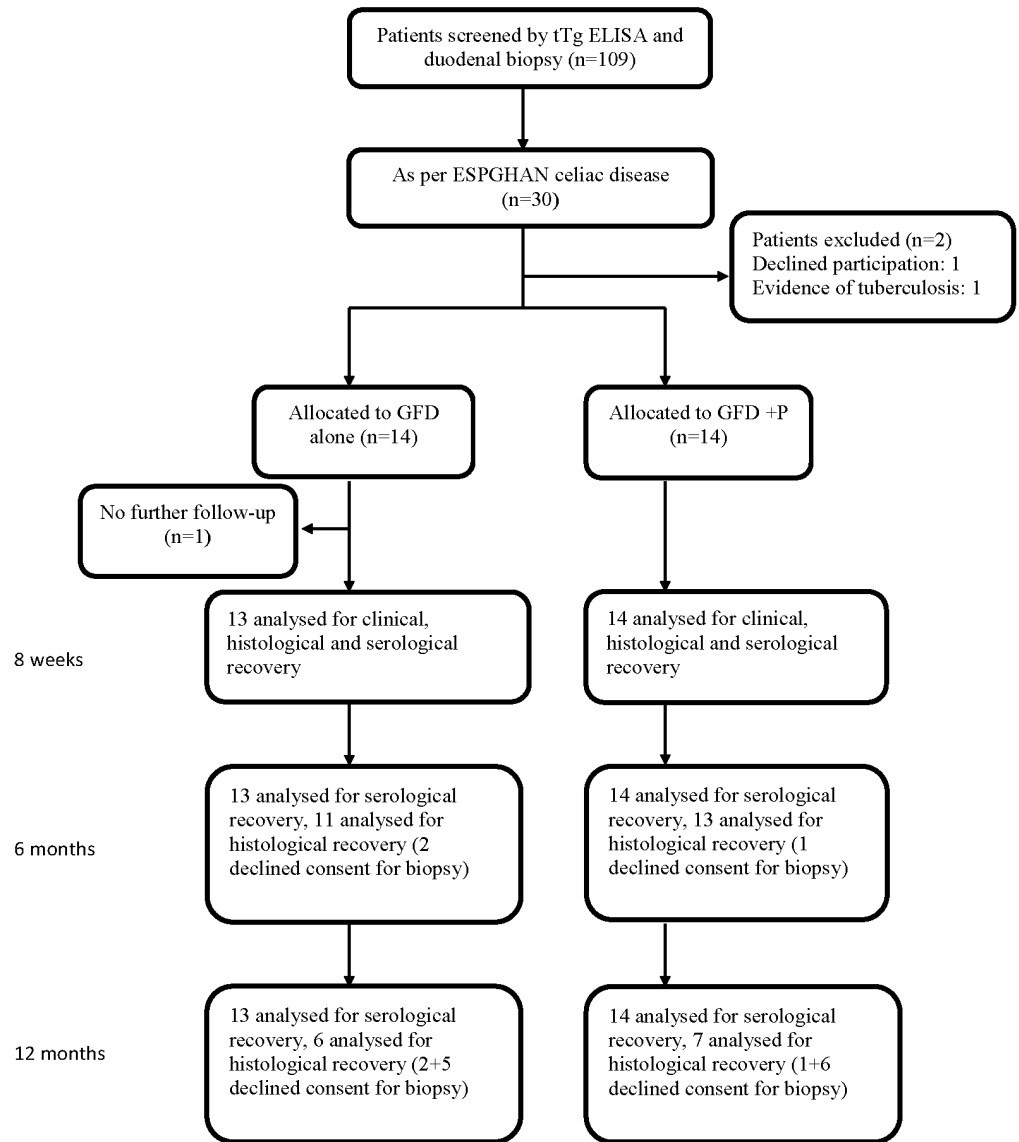 Patients screened by tTg ELISA and
duodenal biopsy (n=109)
As per ESPGHAN celiac disease
(n=30)
Patients excluded (n=2)
Declined participation: 1
Evidence of tuberculosis: 1
Allocated to GFD
alone (n=14)
Allocated to GFD +P
(n=14)
No further follow-up
(n=1)
8 weeks
13 analysed for clinical,
histological and serological
recovery
14 analysed for clinical,
histological and serological
recovery
6 months
13 analysed for serological
recovery, 11 analysed for
histological recovery (2
declined consent for biopsy)
14 analysed for serological
recovery, 13 analysed for
histological recovery (1
declined consent for biopsy)
12 months
13 analysed for serological
recovery, 6 analysed for
histological recovery (2+5
declined consent for biopsy)
14 analysed for serological
recovery, 7 analysed for
histological recovery (1+6
declined consent for biopsy)